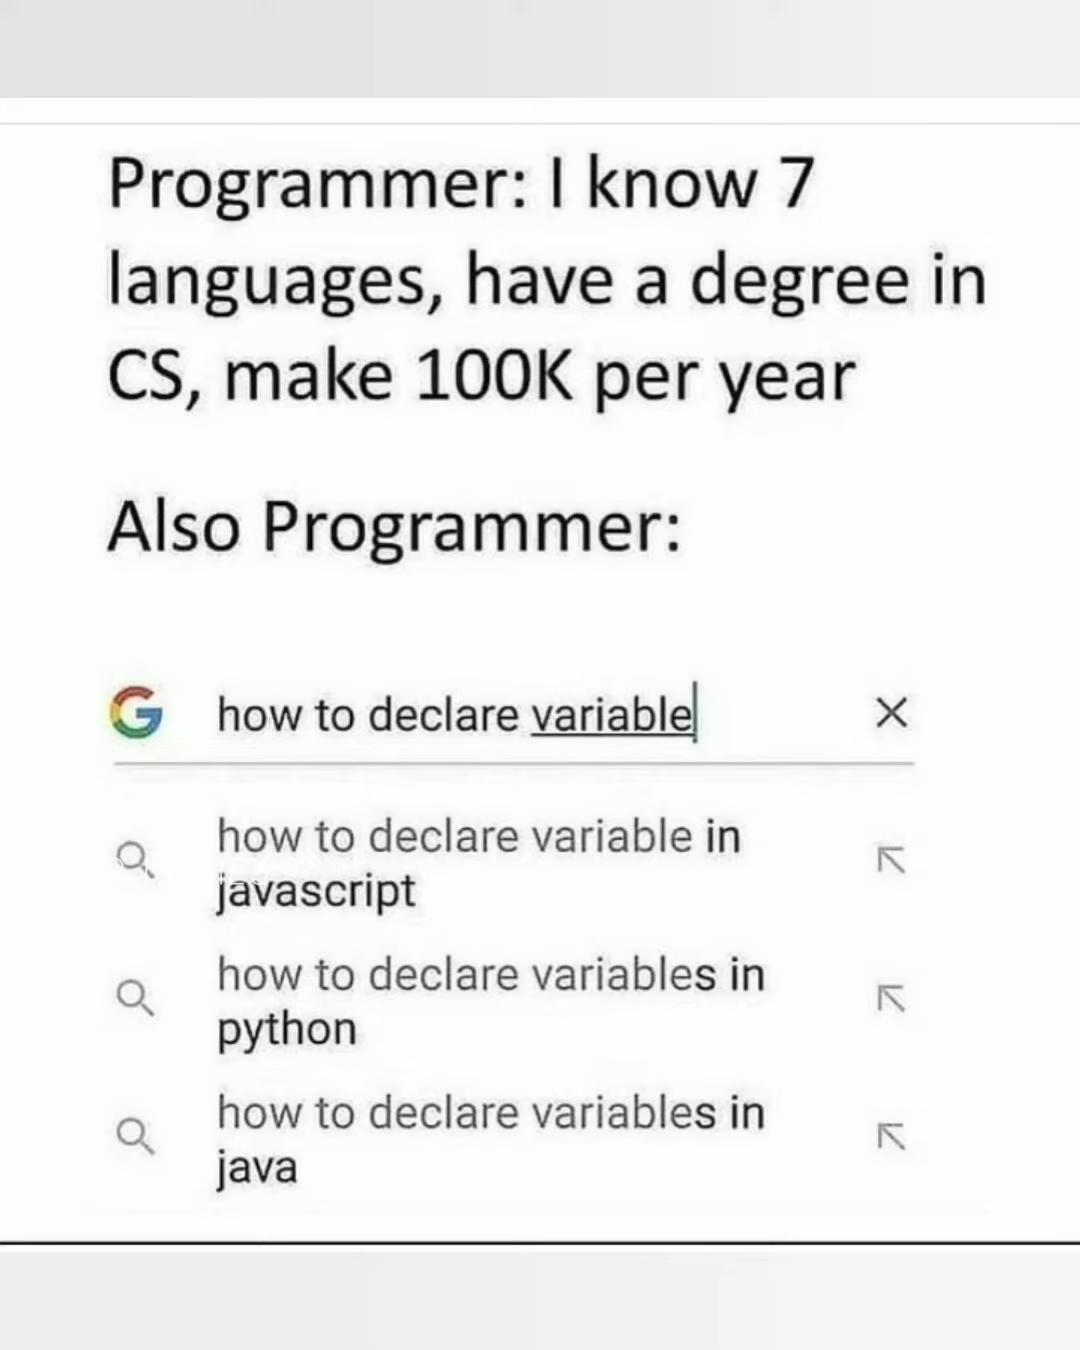 Programmer: I know 7
languages, have a degree in
CS, make 100K per year
Also Programmer:
how to declare variable
how to declare variable in
javascript
how to declare variables in
python
how to declare variables in
java